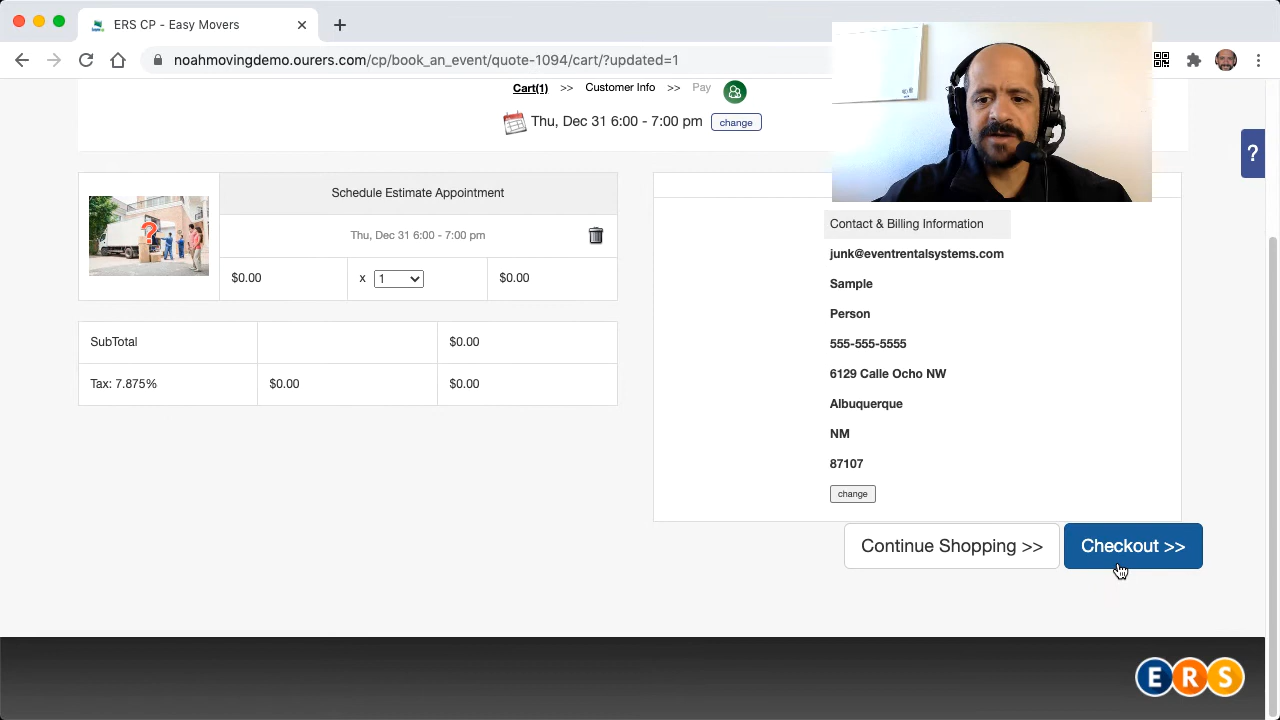 ERS CP - Easy Movers
noahmovingdemo.ourers.com/cp/book_an_event/quote-1094/cart/?updated=1
Cart(1) >> Customer Info >> Pay
Thu, Dec 31 6:00 - 7:00 pm change
?
Schedule Estimate Appointment
?
Thu, Dec 31 6:00 - 7:00 pm
$0.00 x 1 $0.00
SubTotal $0.00
Tax: 7.875% $0.00 $0.00
Contact & Billing Information
junk@eventrentalsystems.com
Sample
Person
555-555-5555
6129 Calle Ocho NW
Albuquerque
NM
87107
change
Continue Shopping >> Checkout >>
ERS